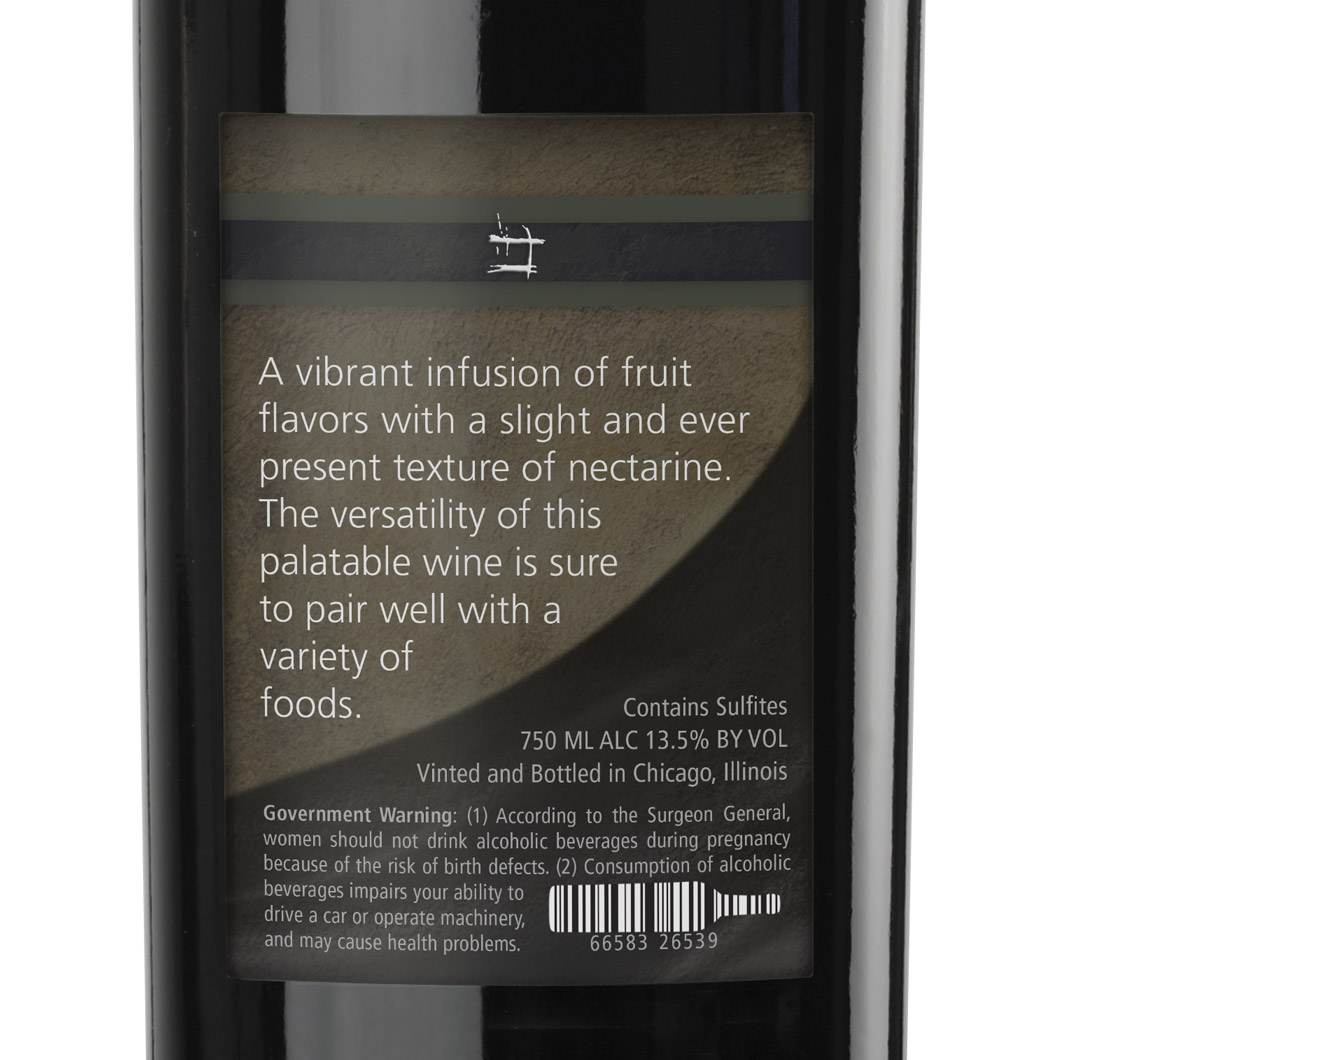 A vibrant infusion of fruit
flavors with a slight and ever
present texture of nectarine.
The versatility of this
palatable wine is sure
to pair well with a
variety of
foods.
Contains Sulfites
750 ML ALC 13.5% BY VOL
Vinted and Bottled in Chicago, Illinois
Government Warning: (1) According to the Surgeon General,
women should not drink alcoholic beverages during pregnancy
because of the risk of birth defects. (2) Consumption of alcoholic
beverages impairs your ability to
drive a car or operate machinery,
and may cause health problems.
66583 26539